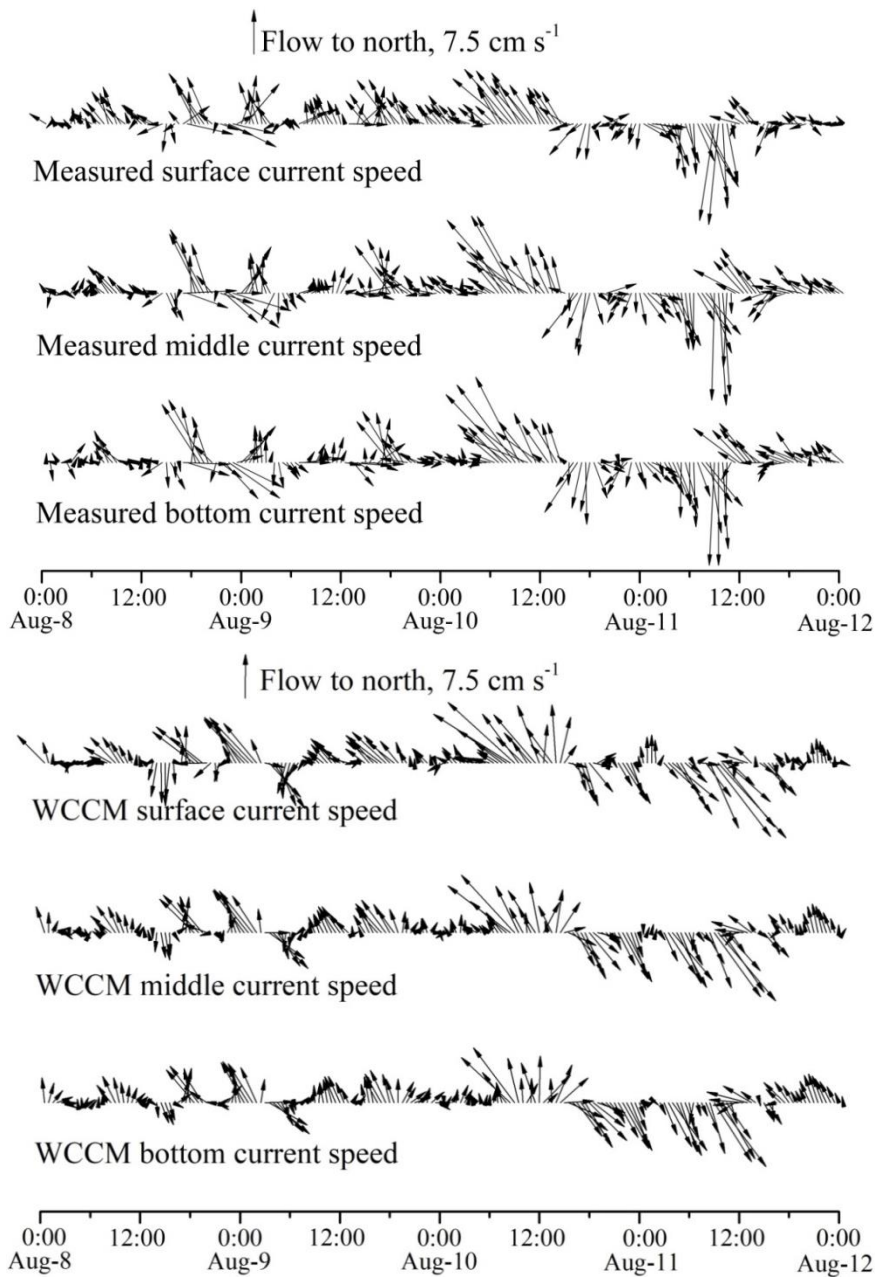 Flow to north, 7.5 cm s⁻¹
Measured surface current speed
Measured middle current speed
Measured bottom current speed
0:00 12:00 0:00 12:00 0:00 12:00 0:00 12:00 0:00
Aug-8 Aug-9 Aug-10 Aug-11 Aug-12
Flow to north, 7.5 cm s⁻¹
WCCM surface current speed
WCCM middle current speed
WCCM bottom current speed
0:00 12:00 0:00 12:00 0:00 12:00 0:00 12:00 0:00
Aug-8 Aug-9 Aug-10 Aug-11 Aug-12